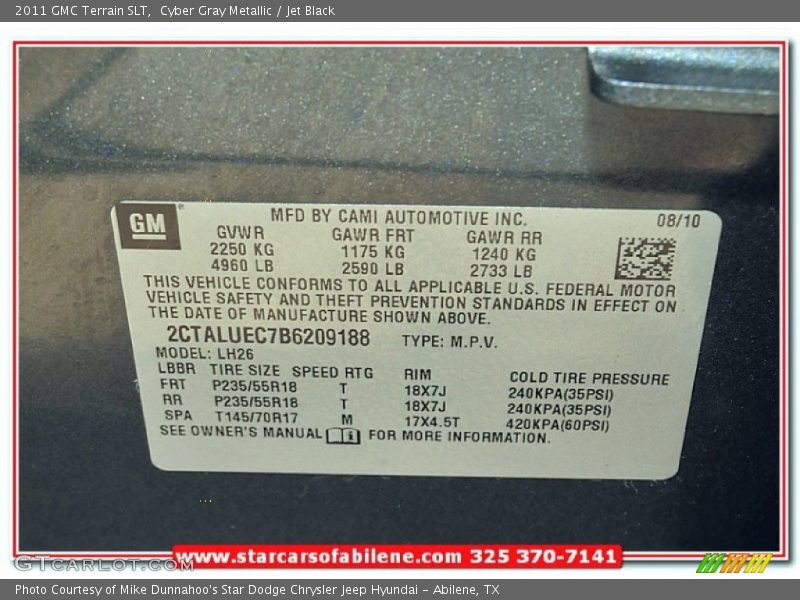 2011 GMC Terrain SLT,  Cyber Gray Metallic / Jet Black
GM
MFD BY CAMI AUTOMOTIVE INC. 08/10
GVWR GAWR FRT GAWR RR
2250 KG 1175 KG 1240 KG
4960 LB 2590 LB 2733 LB
THIS VEHICLE CONFORMS TO ALL APPLICABLE U.S. FEDERAL MOTOR
VEHICLE SAFETY AND THEFT PREVENTION STANDARDS IN EFFECT ON
THE DATE OF MANUFACTURE SHOWN ABOVE.
2CTALUEC7B6209188 TYPE: M.P.V.
MODEL: LH26
LBBR TIRE SIZE SPEED RTG RIM COLD TIRE PRESSURE
FRT P235/55R18 T 18X7J 240KPA(35PSI)
RR P235/55R18 T 18X7J 240KPA(35PSI)
SPA T145/70R17 M 17X4.5T 420KPA(60PSI)
SEE OWNER'S MANUAL FOR MORE INFORMATION.
www.starcarsofabilene.com 325 370-7141
GTcarlot.com
Photo Courtesy of Mike Dunnahoo's Star Dodge Chrysler Jeep Hyundai - Abilene, TX